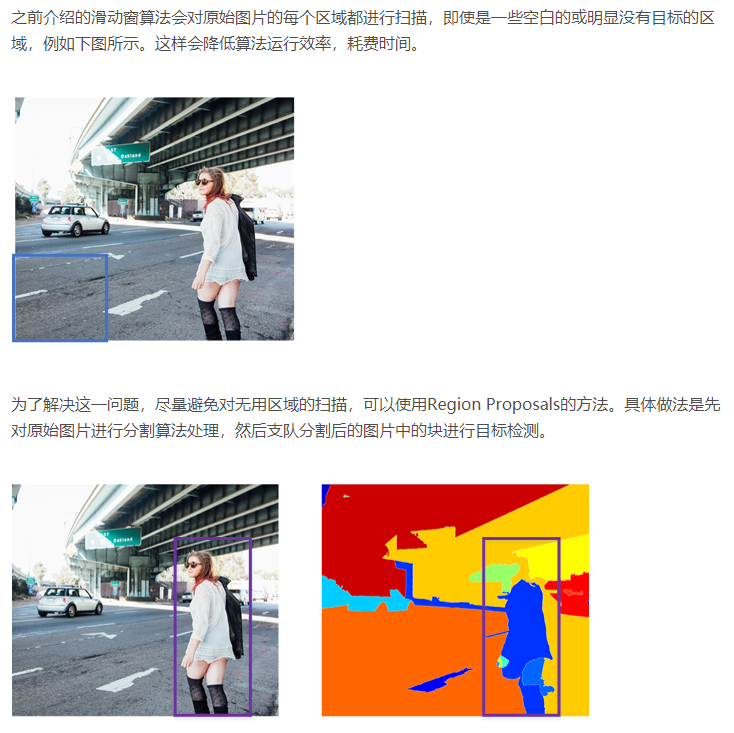 之前介绍的滑动窗算法会对原始图片的每个区域都进行扫描，即使是一些空白的或明显没有目标的区
域，例如下图所示。这样会降低算法运行效率，耗费时间。
Oakland
为了解决这一问题，尽量避免对无用区域的扫描，可以使用Region Proposals的方法。具体做法是先
对原始图片进行分割算法处理，然后支队分割后的图片中的块进行目标检测。
Oakland